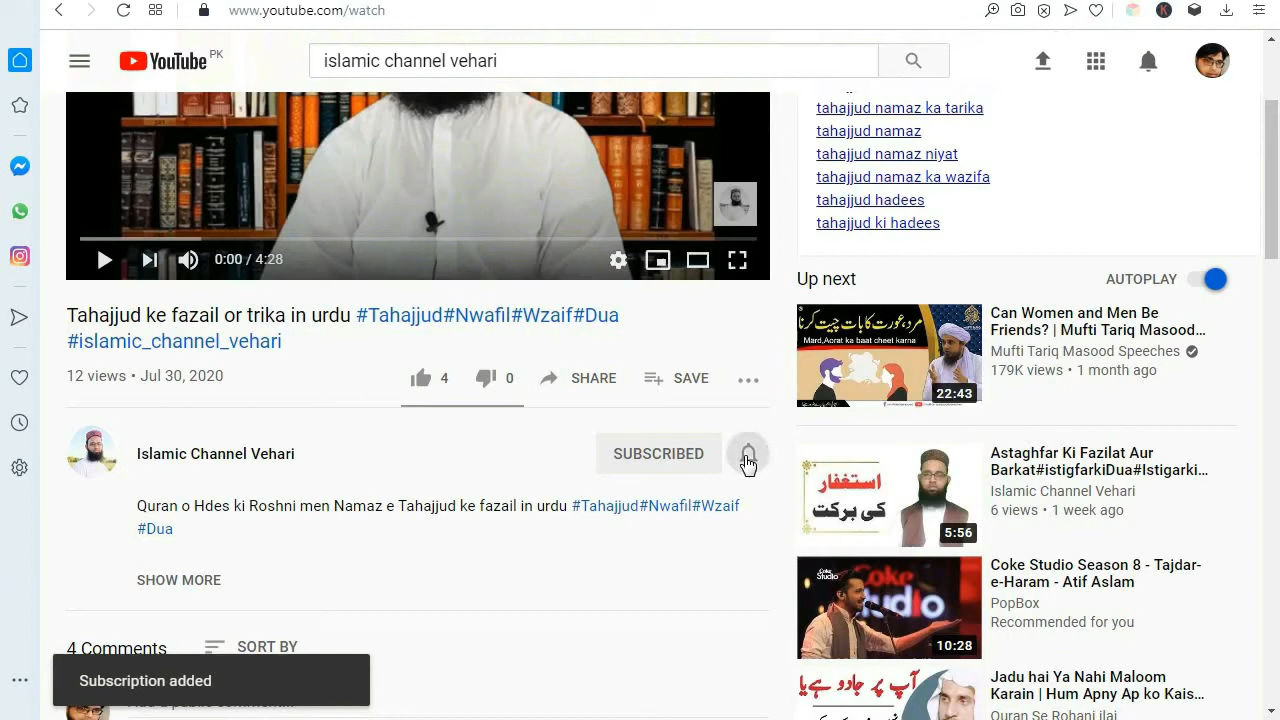 www.youtube.com/watch
YouTube PK
islamic channel vehari
tahajjud namaz ka tarika
tahajjud namaz
tahajjud namaz niyat
tahajjud namaz ka wazifa
tahajjud hadees
tahajjud ki hadees
0:00 / 4:28
Up next
AUTOPLAY
Tahajjud ke fazail or trika in urdu #Tahajjud#Nwafil#Wzaif#Dua
#islamic_channel_vehari
12 views • Jul 30, 2020
4
0
SHARE
SAVE
Islamic Channel Vehari
SUBSCRIBED
Quran o Hdes ki Roshni men Namaz e Tahajjud ke fazail in urdu #Tahajjud#Nwafil#Wzaif
#Dua
SHOW MORE
4 Comments
SORT BY
Subscription added
مرد،عورت کا بات چیت کرنا
Mard,Aorat ka baat cheet karna
22:43
Can Women and Men Be
Friends? | Mufti Tariq Masood...
Mufti Tariq Masood Speeches
179K views • 1 month ago
استغفار
کی برکت
5:56
Astaghfar Ki Fazilat Aur
Barkat#istigfarkiDua#Istigarki...
Islamic Channel Vehari
6 views • 1 week ago
Coke Studio
Coke
10:28
Coke Studio Season 8 - Tajdar-
e-Haram - Atif Aslam
PopBox
Recommended for you
آپ پر جادو ہے یا
Jadu hai Ya Nahi Maloom
Karain | Hum Apny Ap ko Kais...
Quran Se Rohani ilaj